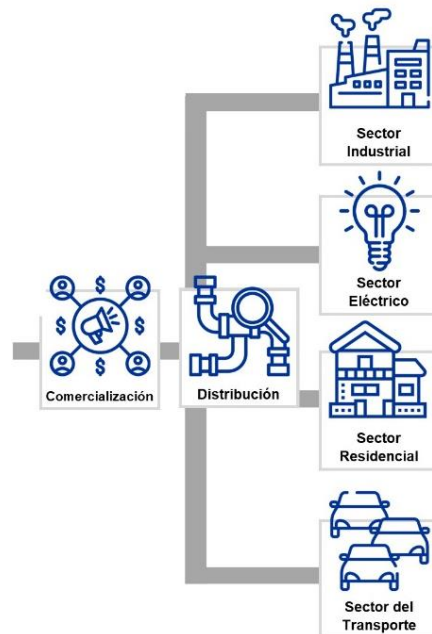 Sector
Industrial
Sector
Eléctrico
$
$
$
$
Comercialización
Distribución
Sector
Residencial
Sector del
Transporte